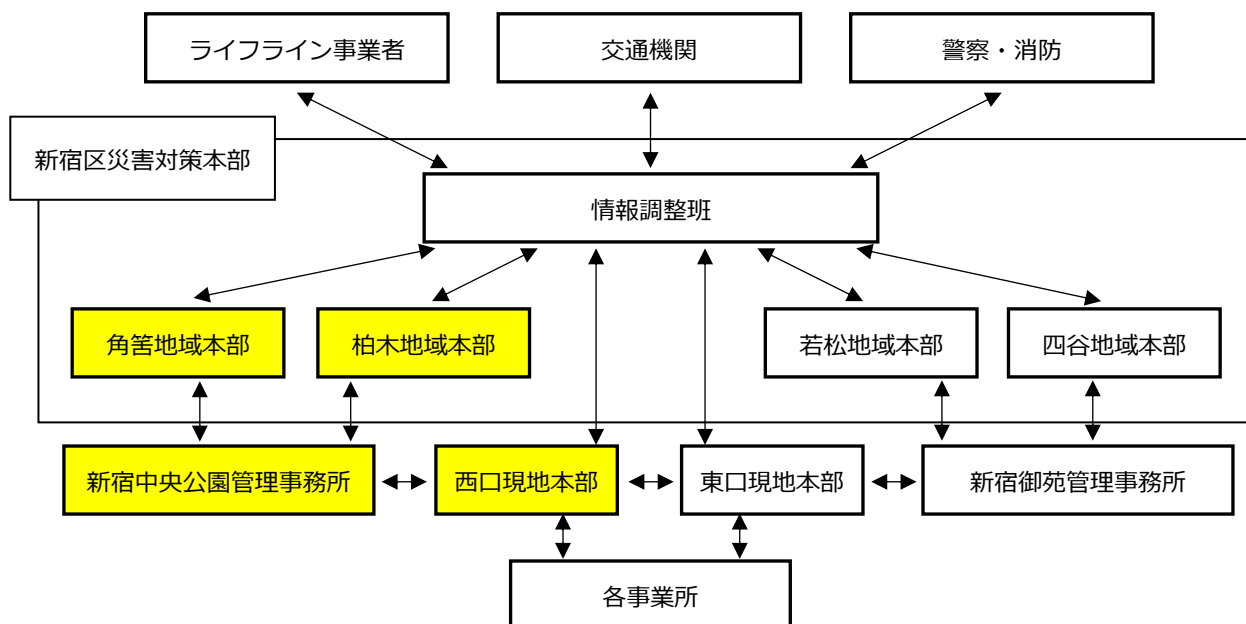 ライフライン事業者
交通機関
警察・消防
新宿区災害対策本部
情報調整班
角筈地域本部
柏木地域本部
若松地域本部
四谷地域本部
新宿中央公園管理事務所
西口現地本部
東口現地本部
新宿御苑管理事務所
各事業所